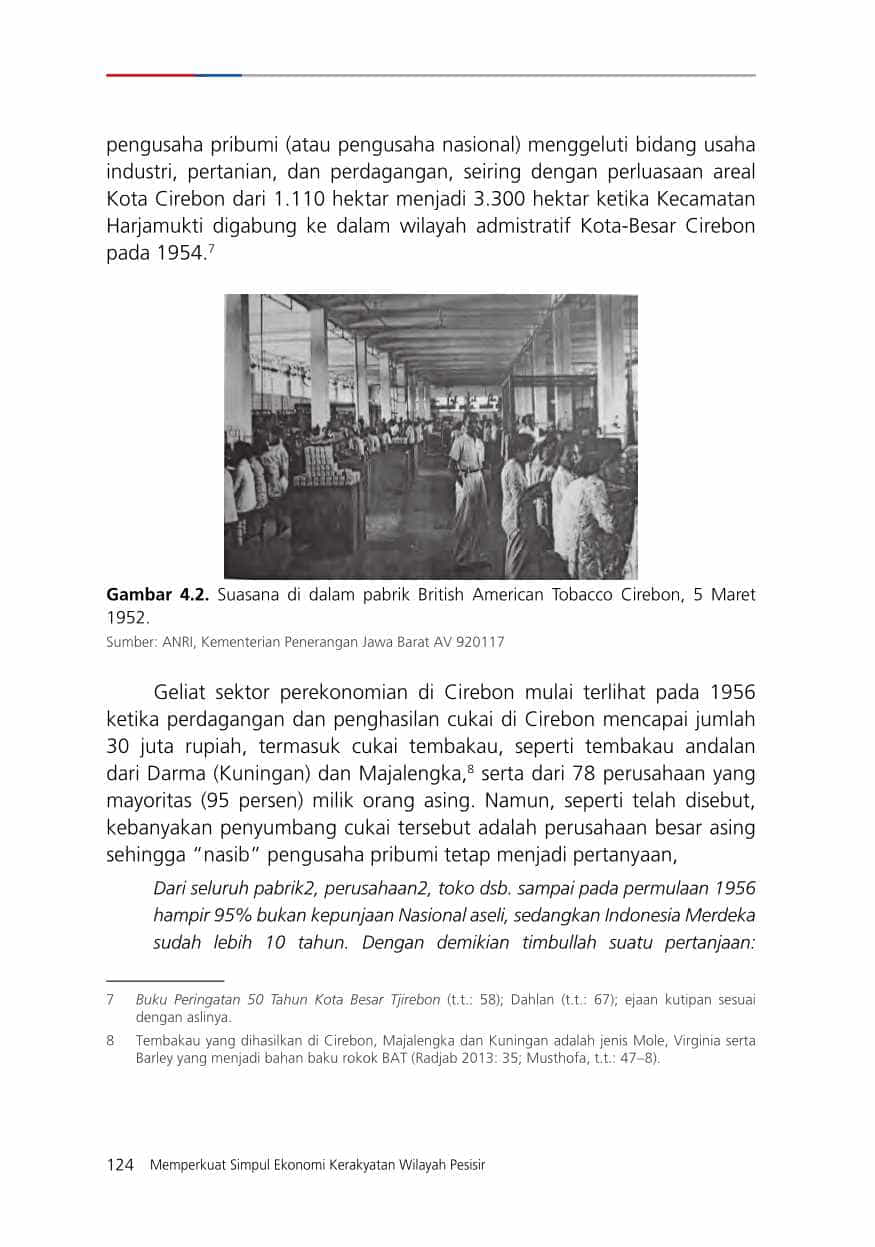 pengusaha pribumi (atau pengusaha nasional) menggeluti bidang usaha
industri, pertanian, dan perdagangan, seiring dengan perluasaan areal
Kota Cirebon dari 1.110 hektar menjadi 3.300 hektar ketika Kecamatan
Harjamukti digabung ke dalam wilayah admistratif Kota-Besar Cirebon
pada 1954.7
Gambar 4.2. Suasana di dalam pabrik British American Tobacco Cirebon, 5 Maret
1952.
Sumber: ANRI, Kementerian Penerangan Jawa Barat AV 920117
Geliat sektor perekonomian di Cirebon mulai terlihat pada 1956
ketika perdagangan dan penghasilan cukai di Cirebon mencapai jumlah
30 juta rupiah, termasuk cukai tembakau, seperti tembakau andalan
dari Darma (Kuningan) dan Majalengka,8 serta dari 78 perusahaan yang
mayoritas (95 persen) milik orang asing. Namun, seperti telah disebut,
kebanyakan penyumbang cukai tersebut adalah perusahaan besar asing
sehingga “nasib” pengusaha pribumi tetap menjadi pertanyaan,
Dari seluruh pabrik2, perusahaan2, toko dsb. sampai pada permulaan 1956
hampir 95% bukan kepunjaan Nasional aseli, sedangkan Indonesia Merdeka
sudah lebih 10 tahun. Dengan demikian timbullah suatu pertanjaan:
7 Buku Peringatan 50 Tahun Kota Besar Tjirebon (t.t.: 58); Dahlan (t.t.: 67); ejaan kutipan sesuai
dengan aslinya.
8 Tembakau yang dihasilkan di Cirebon, Majalengka dan Kuningan adalah jenis Mole, Virginia serta
Barley yang menjadi bahan baku rokok BAT (Radjab 2013: 35; Musthofa, t.t.: 47–8).
124 Memperkuat Simpul Ekonomi Kerakyatan Wilayah Pesisir